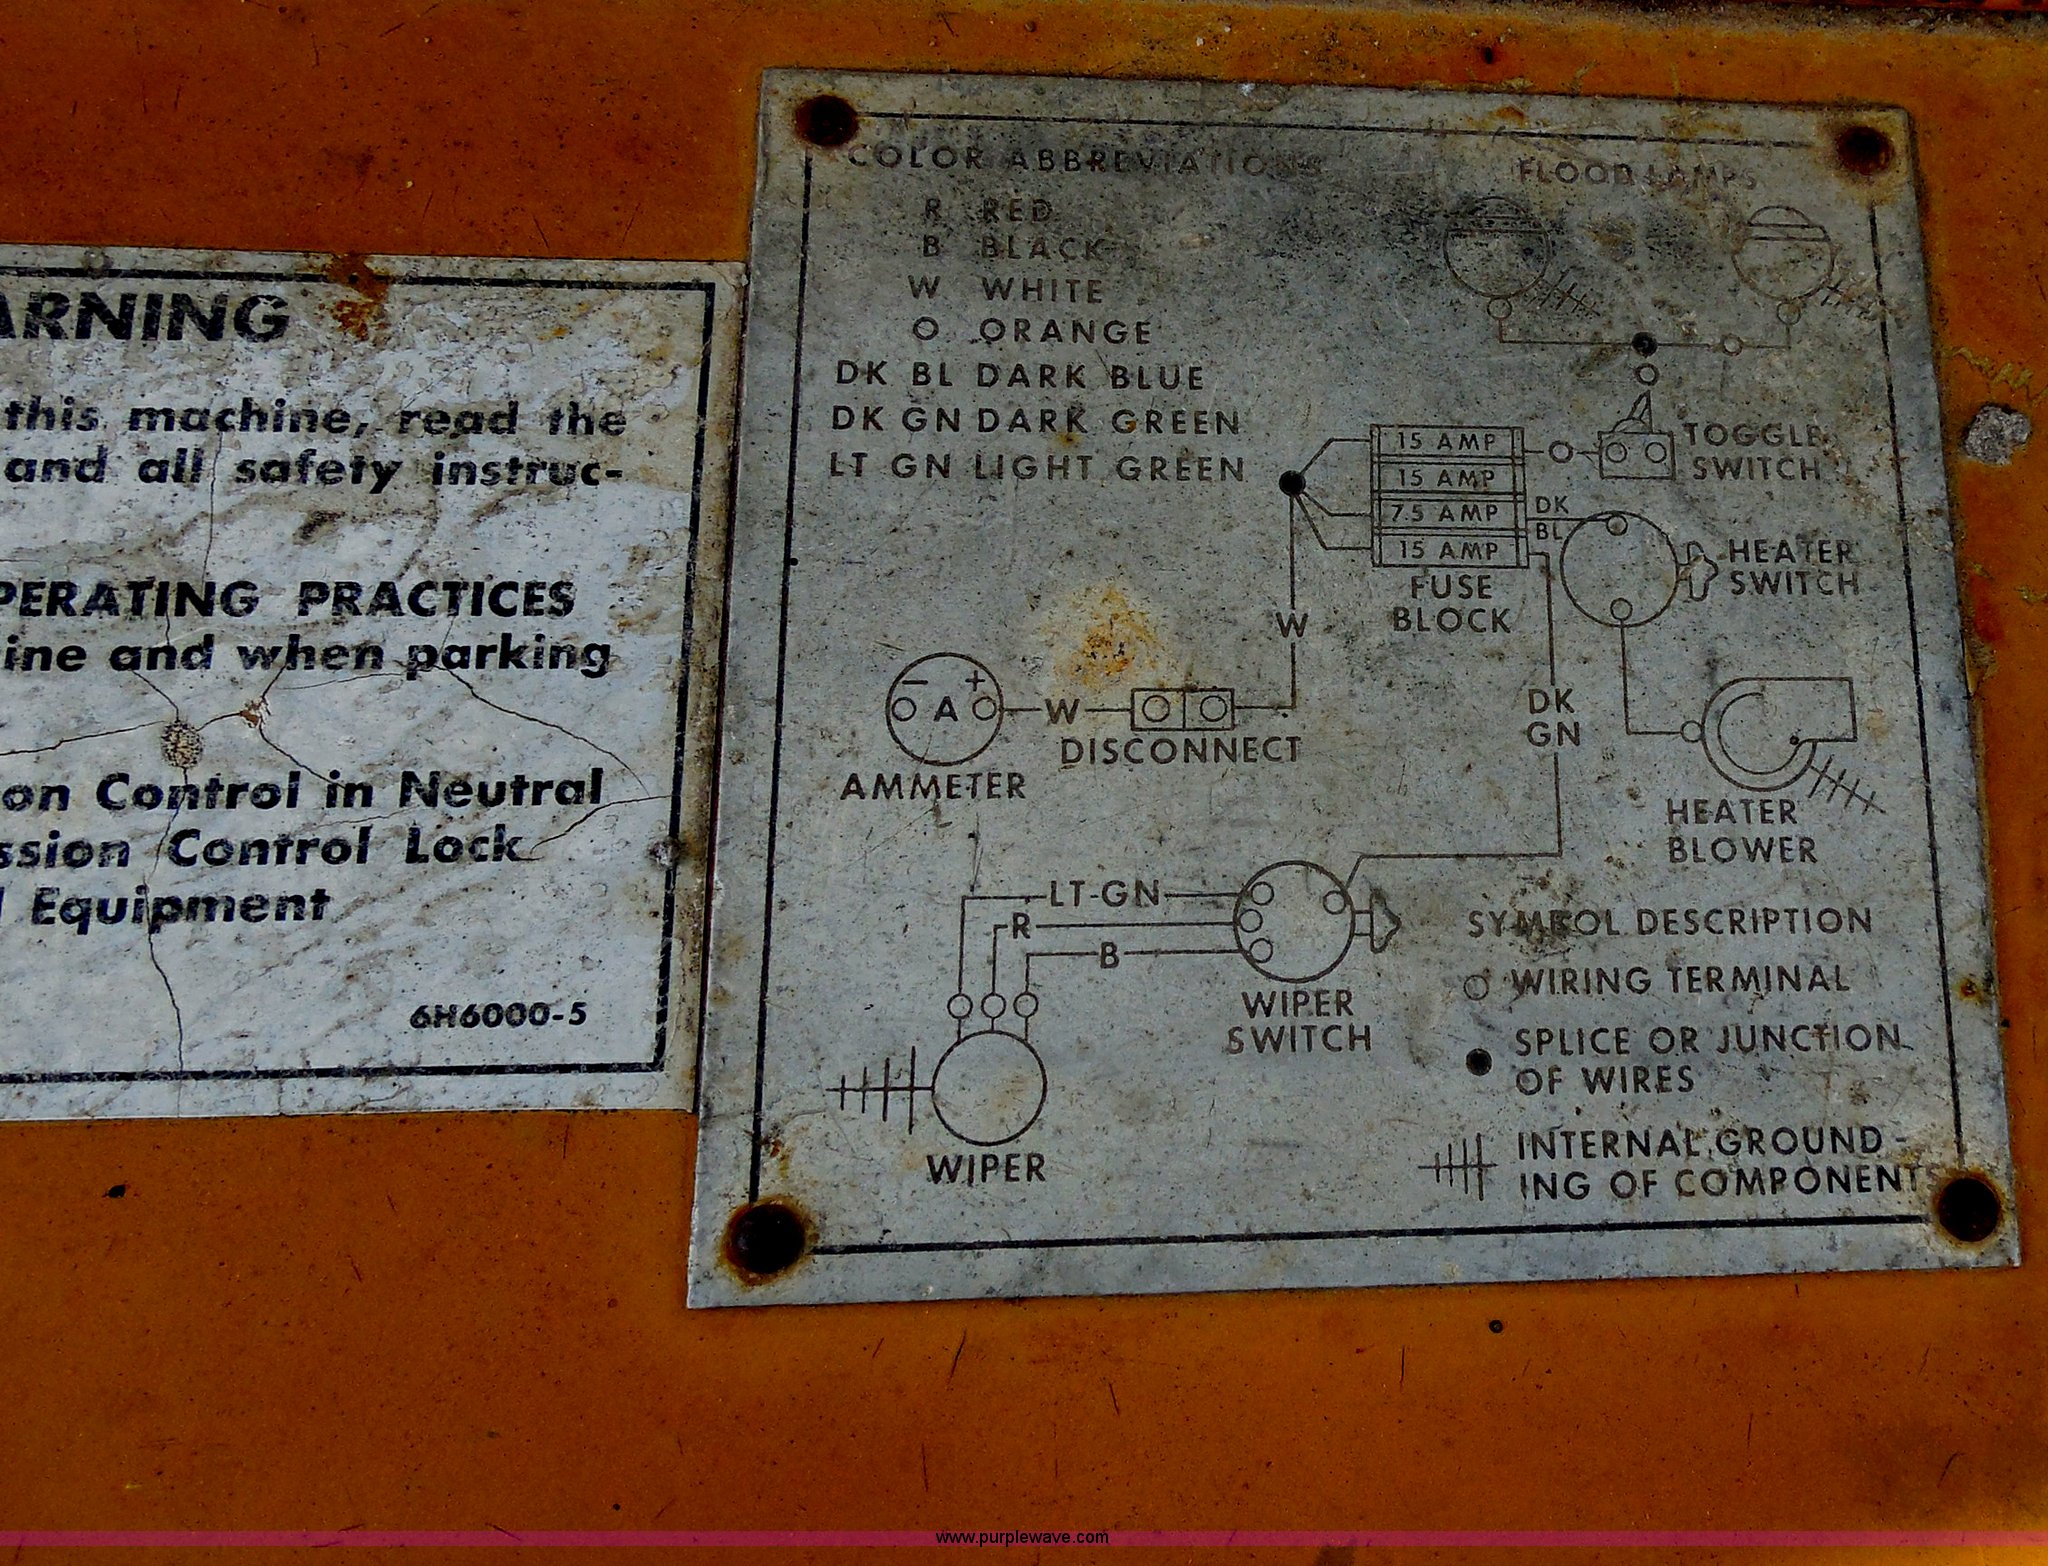 ARNING
this machine, read the
and all safety instruc-
PERATING PRACTICES
ine and when parking
on Control in Neutral
ssion Control Lock
Equipment
6H6000-5
COLOR ABBREVIATIONS
R RED
B BLACK
W WHITE
O ORANGE
DK BL DARK BLUE
DK GN DARK GREEN
LT GN LIGHT GREEN
FLOOD LAMPS
15 AMP
15 AMP
7.5 AMP
15 AMP
FUSE
BLOCK
TOGGLE
SWITCH
DK
BL
HEATER
SWITCH
W
DK
GN
- A +
AMMETER
W
DISCONNECT
HEATER
BLOWER
LT-GN
R
B
WIPER
SWITCH
WIPER
SYMBOL DESCRIPTION
WIRING TERMINAL
SPLICE OR JUNCTION
OF WIRES
INTERNAL GROUND-
ING OF COMPONENTS
www.purplewave.com